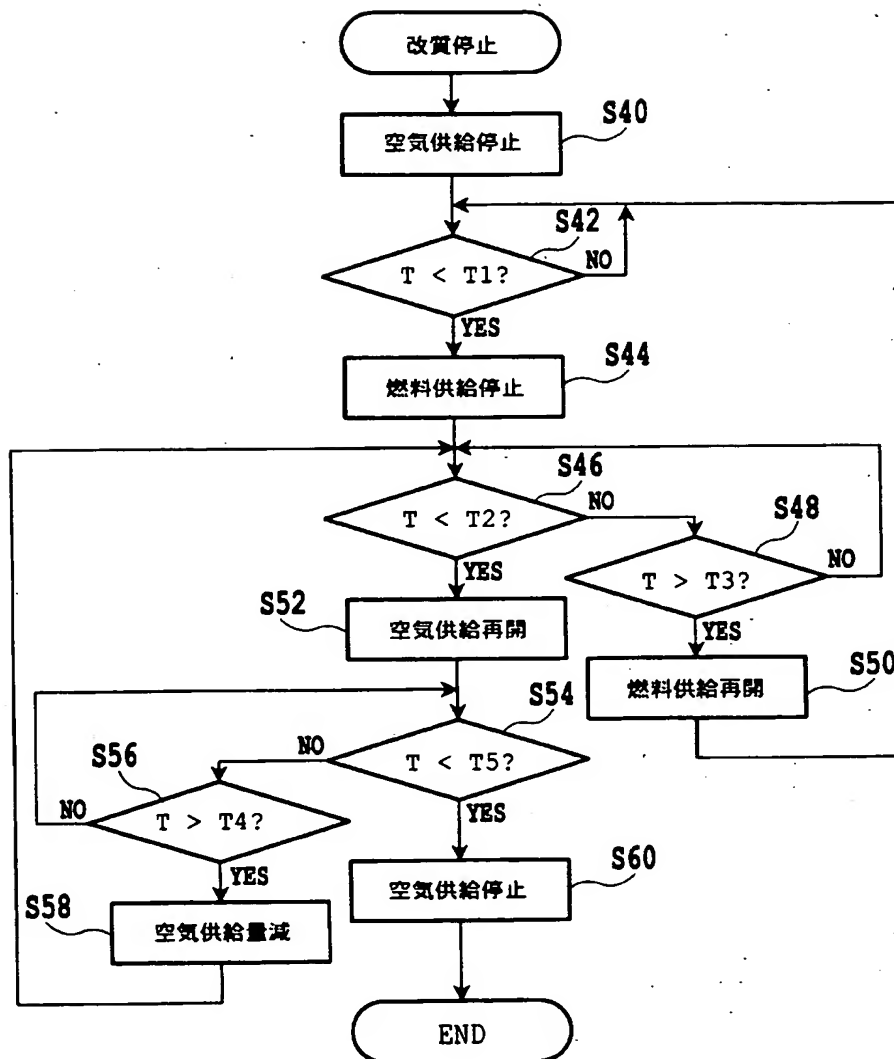 改質停止
S40
空気供給停止
S42
T < T1?
NO
YES
S44
燃料供給停止
S46
T < T2?
NO
S48
YES
T > T3?
NO
YES
S52
空気供給再開
S50
燃料供給再開
S54
T < T5?
NO
S56
YES
T > T4?
NO
YES
S60
空気供給停止
S58
空気供給量減
END